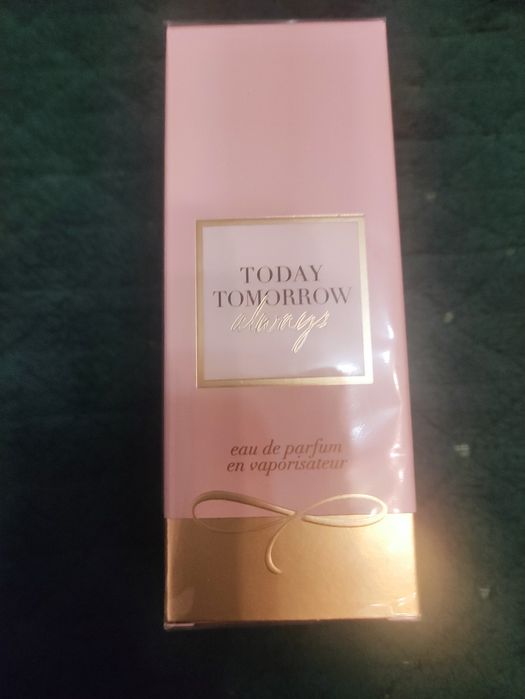 TODAY
TOMORROW
always
eau de parfum
en vaporisateur